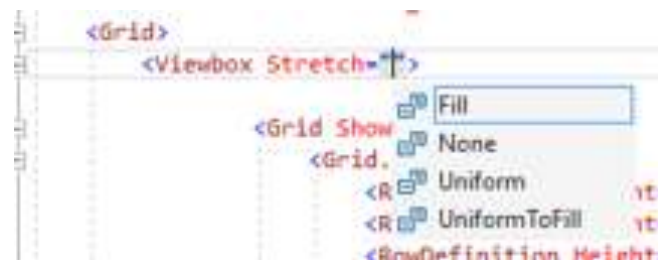 <Grid>
<Viewbox Stretch="">
Fill
<Grid Show
None
<Grid.
Uniform
<R
UniformToFill
<R
<RowDefinition Height